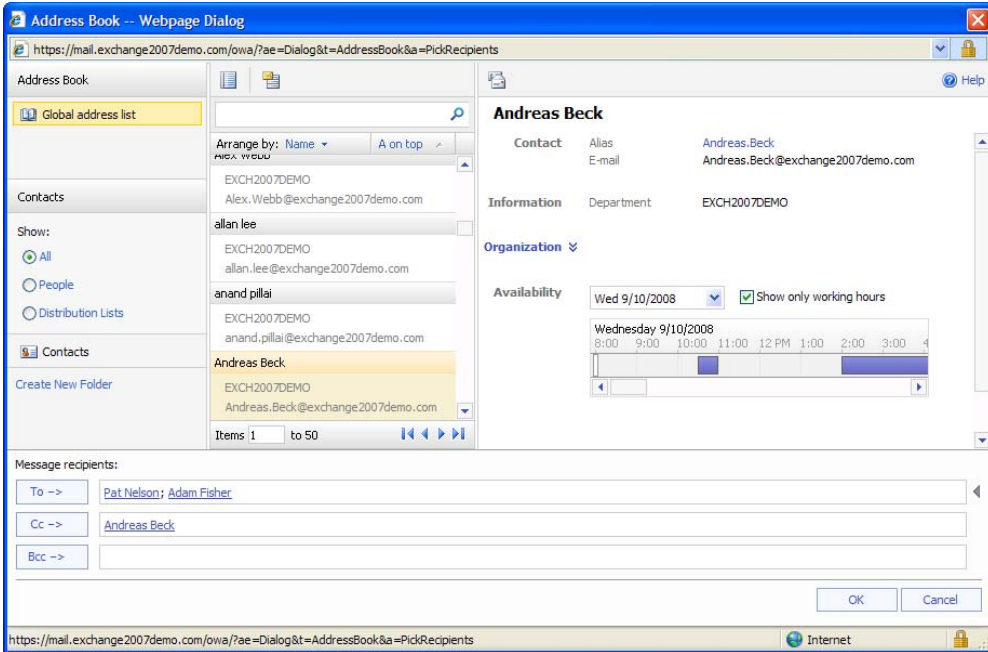 Address Book -- Webpage Dialog
https://mail.exchange2007demo.com/owa/?ae=Dialog&t=AddressBook&a=PickRecipients
Address Book
Help
Global address list
Arrange by: Name A on top
Alex Webb
EXCH2007DEMO
Alex.Webb@exchange2007demo.com
allan lee
EXCH2007DEMO
allan.lee@exchange2007demo.com
anand pillai
EXCH2007DEMO
anand.pillai@exchange2007demo.com
Andreas Beck
EXCH2007DEMO
Andreas.Beck@exchange2007demo.com
Items 1 to 50
Contacts
Show:
All
People
Distribution Lists
Contacts
Create New Folder
Andreas Beck
Contact Alias Andreas.Beck
E-mail Andreas.Beck@exchange2007demo.com
Information Department EXCH2007DEMO
Organization
Availability Wed 9/10/2008 Show only working hours
Wednesday 9/10/2008
8:00 9:00 10:00 11:00 12 PM 1:00 2:00 3:00 4
Message recipients:
To -> Pat Nelson; Adam Fisher
Cc -> Andreas Beck
Bcc ->
OK Cancel
https://mail.exchange2007demo.com/owa/?ae=Dialog&t=AddressBook&a=PickRecipients Internet